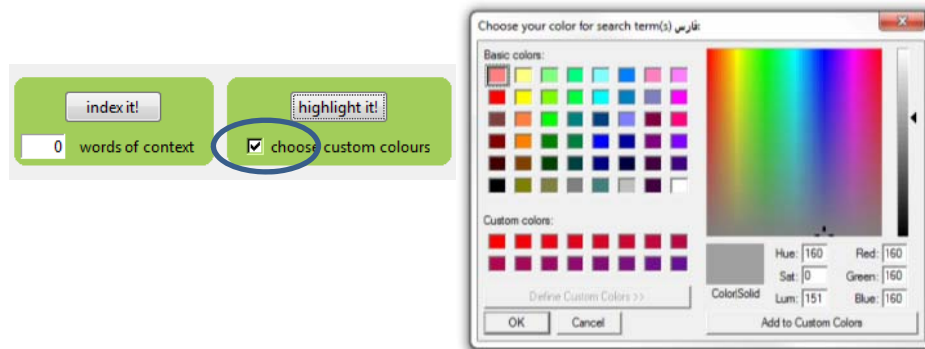 index it!
0 words of context
highlight it!
choose custom colours
Choose your color for search term(s) فارس:
Basic colors:
Custom colors:
Define Custom Colors >>
OK Cancel
Color|Solid
Hue: 160 Red: 160
Sat: 0 Green: 160
Lum: 151 Blue: 160
Add to Custom Colors